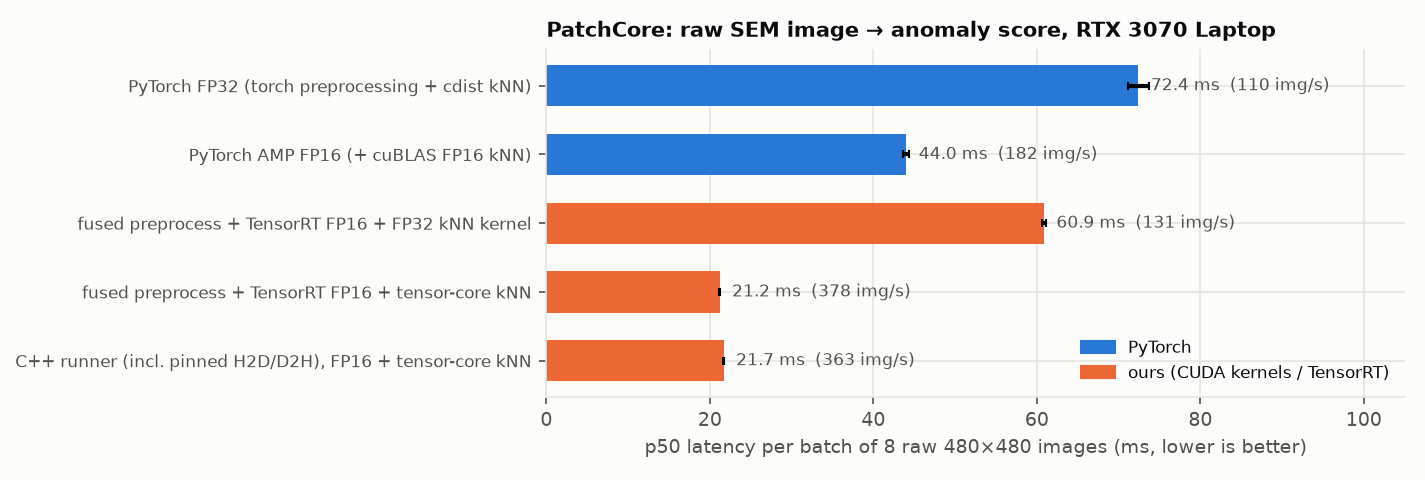 PatchCore: raw SEM image → anomaly score, RTX 3070 Laptop
PyTorch FP32 (torch preprocessing + cdist kNN)
72.4 ms (110 img/s)
PyTorch AMP FP16 (+ cuBLAS FP16 kNN)
44.0 ms (182 img/s)
fused preprocess + TensorRT FP16 + FP32 kNN kernel
60.9 ms (131 img/s)
fused preprocess + TensorRT FP16 + tensor-core kNN
21.2 ms (378 img/s)
C++ runner (incl. pinned H2D/D2H), FP16 + tensor-core kNN
21.7 ms (363 img/s)
PyTorch
ours (CUDA kernels / TensorRT)
0 20 40 60 80 100
p50 latency per batch of 8 raw 480×480 images (ms, lower is better)